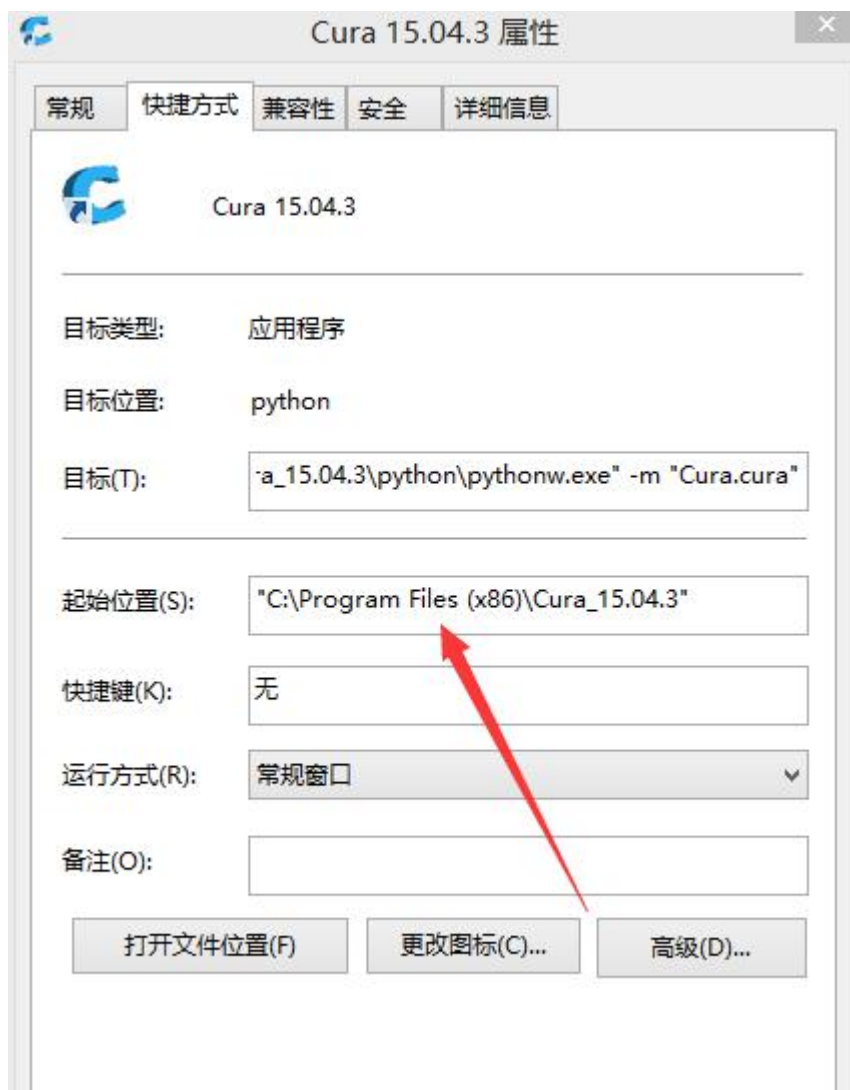 Cura 15.04.3 属性
常规 快捷方式 兼容性 安全 详细信息
Cura 15.04.3
目标类型: 应用程序
目标位置: python
目标(T): a_15.04.3\python\pythonw.exe" -m "Cura.cura"
起始位置(S): "C:\Program Files (x86)\Cura_15.04.3"
快捷键(K): 无
运行方式(R): 常规窗口
备注(O):
打开文件位置(F) 更改图标(C)... 高级(D)...